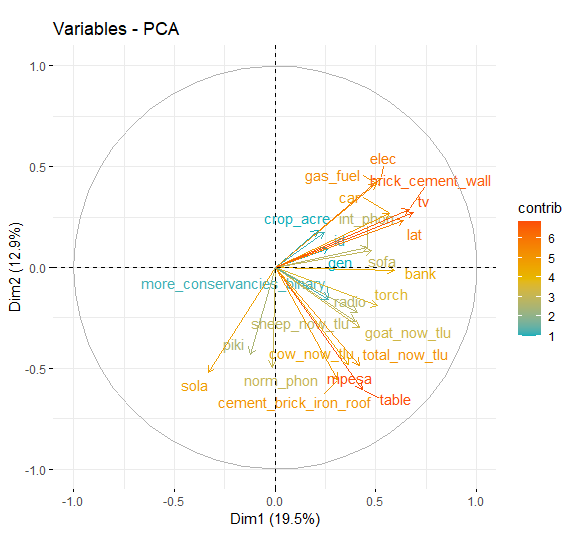 Variables - PCA
1.0
0.5
0.0
-0.5
-1.0
Dim2 (12.9%)
elec
gas_fuel
brick_cement_wall
car
tv
crop_acre
int_phon
lat
id
gen
sofa
bank
more_conservancies_binary
torch
radio
sheep_now_tlu
goat_now_tlu
piki
cow_now_tlu
total_now_tlu
sola
norm_phon
mpesa
cement_brick_iron_roof
table
-1.0
-0.5
0.0
0.5
1.0
Dim1 (19.5%)
contrib
6
5
4
3
2
1